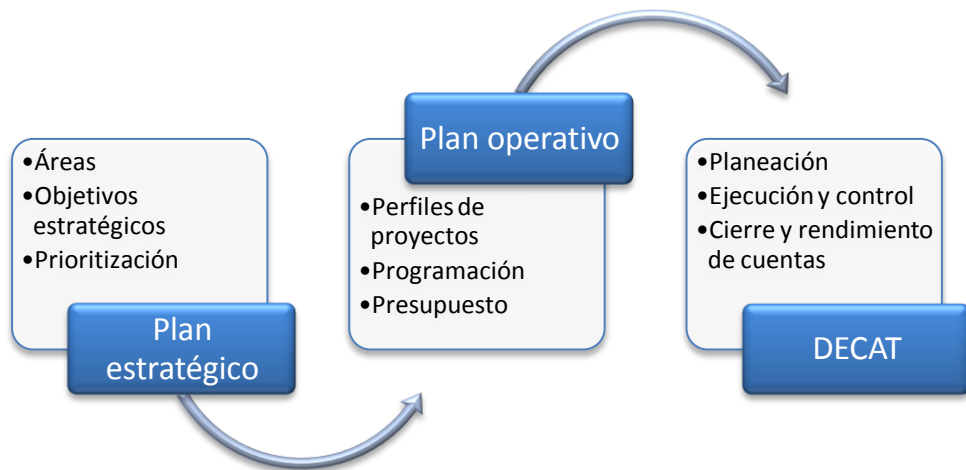 •Áreas
•Objetivos
estratégicos
•Prioritización
Plan
estratégico
Plan operativo
•Perfiles de
proyectos
•Programación
•Presupuesto
•Planeación
•Ejecución y control
•Cierre y rendimiento
de cuentas
DECAT